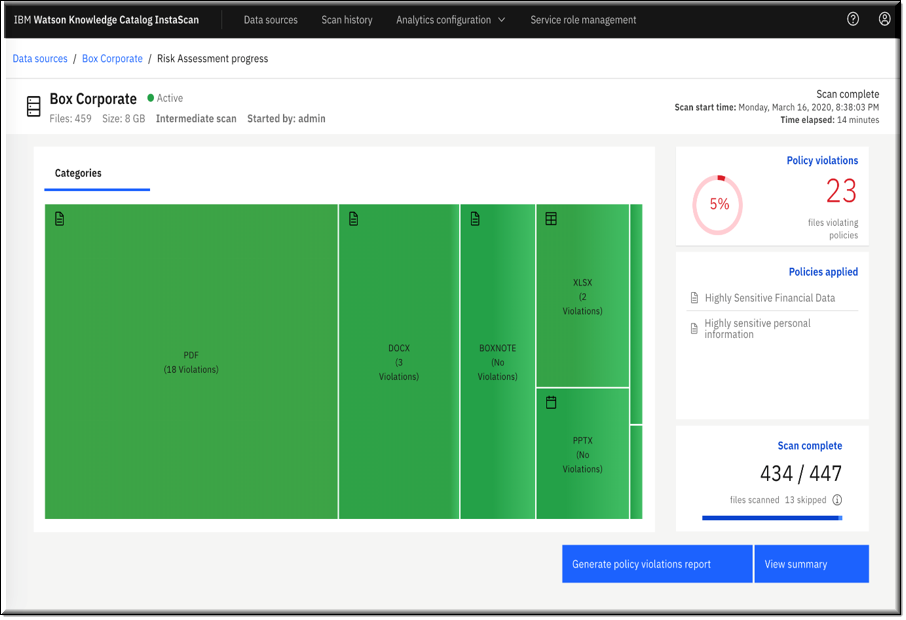 IBM Watson Knowledge Catalog InstaScan
Data sources
Scan history
Analytics configuration
Service role management
Data sources / Box Corporate / Risk Assessment progress
Box Corporate
Active
Files: 459 Size: 8 GB Intermediate scan Started by: admin
Scan complete
Scan start time: Monday, March 16, 2020, 8:38:03 PM
Time elapsed: 14 minutes
Categories
PDF
(18 Violations)
DOCX
(3
Violations)
BOXNOTE
(No
Violations)
XLSX
(2
Violations)
PPTX
(No
Violations)
Policy violations
5%
23
files violating
policies
Policies applied
Highly Sensitive Financial Data
Highly sensitive personal
information
Scan complete
434 / 447
files scanned 13 skipped
Generate policy violations report
View summary